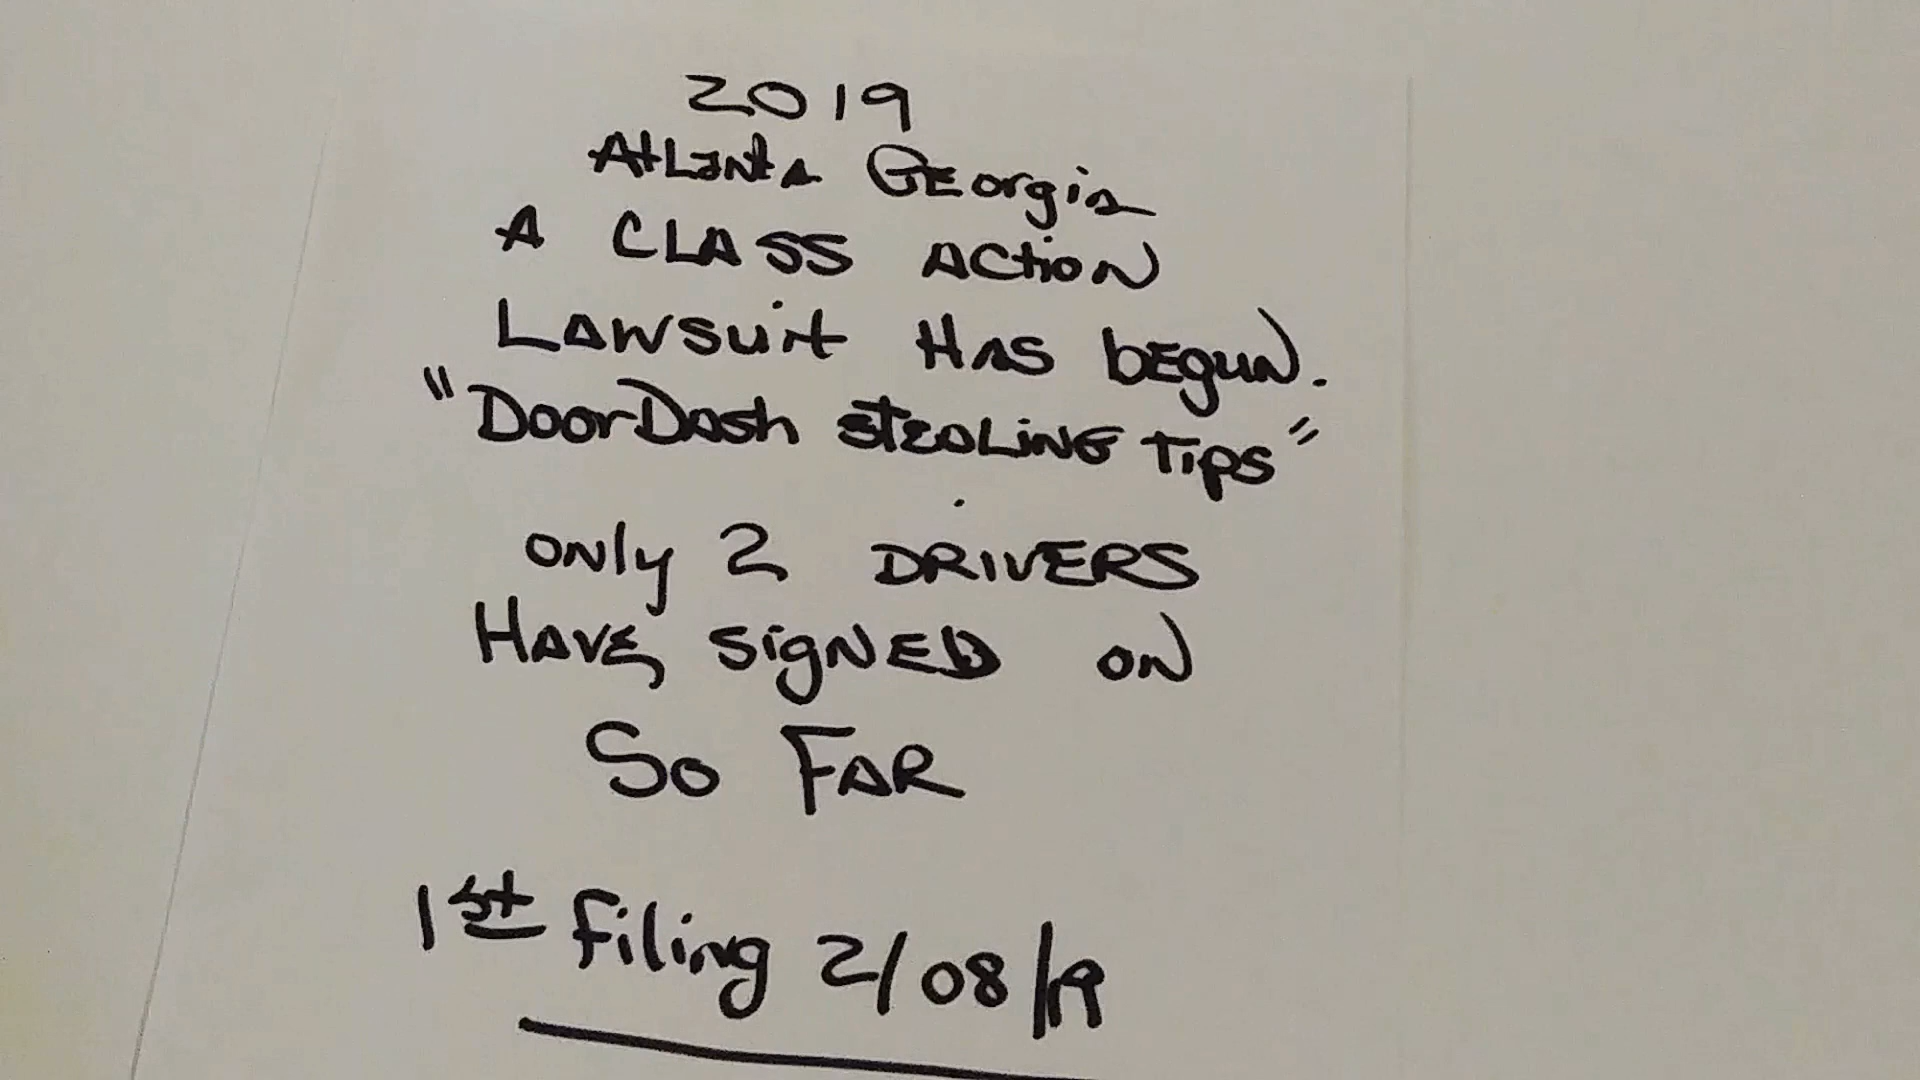 2019
Atlanta Georgia
A CLASS ACtion
LAWSuit HAS bEgun.
"DoorDash stealing Tips"
only 2 DRIVERS
HAVE SigNED ON
So FAR
1st Filing 2/08/19